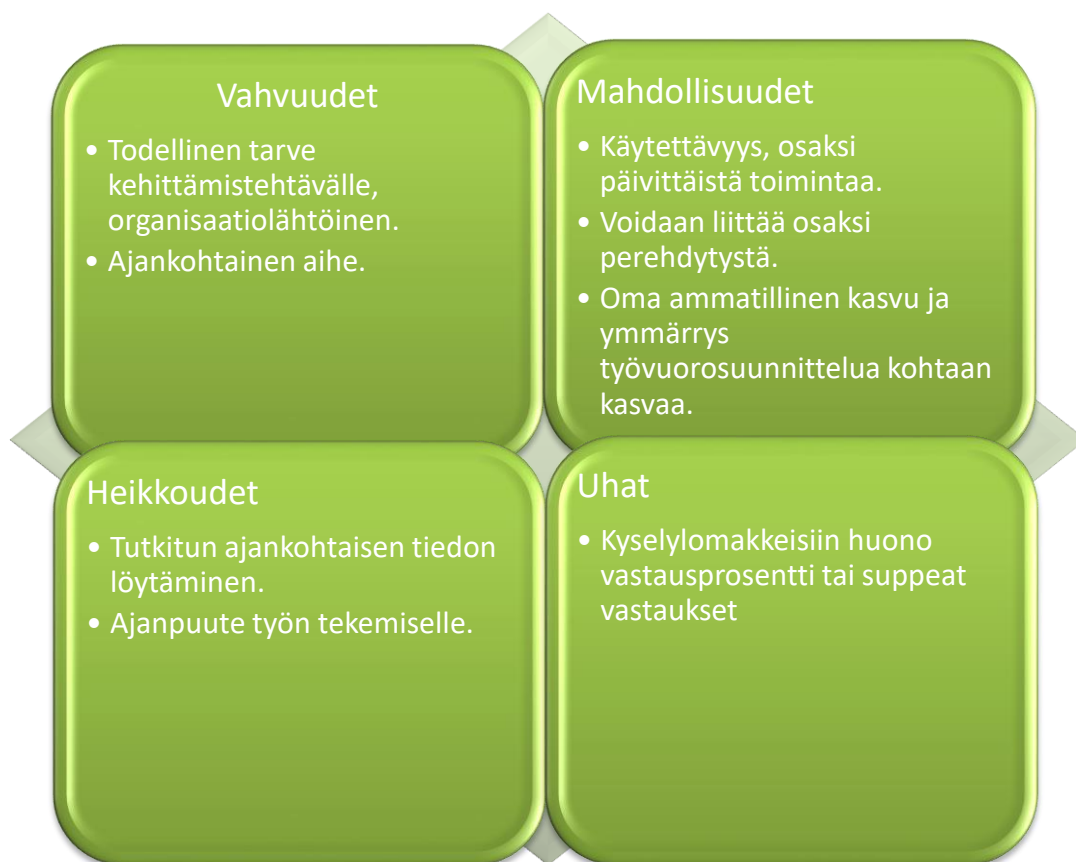 Vahvuudet
• Todellinen tarve
kehittämistehtävälle,
organisaatiolähtöinen.
• Ajankohtainen aihe.
Mahdollisuudet
• Käytettävyys, osaksi
päivittäistä toimintaa.
• Voidaan liittää osaksi
perehdytystä.
• Oma ammatillinen kasvu ja
ymmärrys
työvuorosuunnittelua kohtaan
kasvaa.
Heikkoudet
• Tutkitun ajankohtaisen tiedon
löytäminen.
• Ajanpuute työn tekemiselle.
Uhat
• Kyselylomakkeisiin huono
vastausprosentti tai suppeat
vastaukset